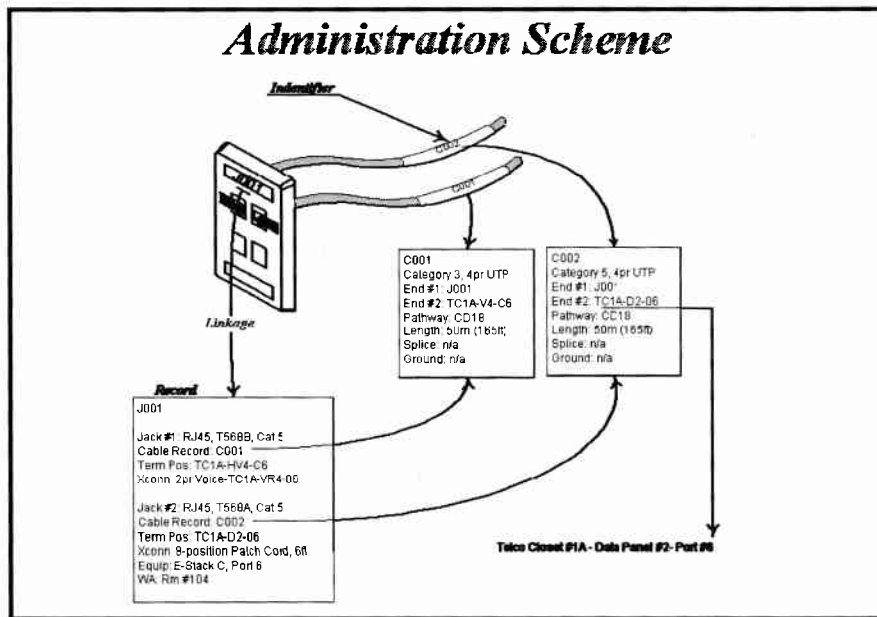 Administration Scheme
Indentifier
C002
C001
J001
Linkage
C001
Category 3, 4pr UTP
End #1: J001
End #2: TC1A-V4-C6
Pathway: CD18
Length: 50m (165ft)
Splice: n/a
Ground: n/a
C002
Category 5, 4pr UTP
End #1: J001
End #2: TC1A-D2-06
Pathway: CD18
Length: 50m (165ft)
Splice: n/a
Ground: n/a
Record
J001
Jack #1: RJ45, T568B, Cat 5
Cable Record: C001
Term Pos: TC1A-HV4-C6
Xconn: 2pr Voice-TC1A-VR4-06
Jack #2: RJ45, T568A, Cat 5
Cable Record: C002
Term Pos: TC1A-D2-06
Xconn: 8-position Patch Cord, 6ft
Equip: E-Stack C, Port 6
WA: Rm #104
Telco Closet #1A - Data Panel #2- Port #6